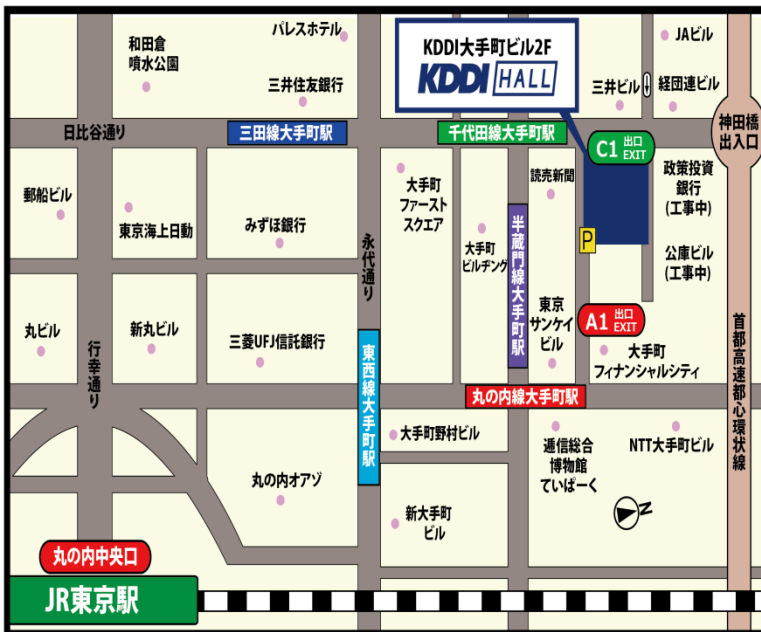 パレスホテル
和田倉
噴水公園
三井住友銀行
KDDI大手町ビル2F
KDDI HALL
JAビル
三井ビル
経団連ビル
日比谷通り
三田線大手町駅
千代田線大手町駅
C1 出口
EXIT
神田橋
出入口
郵船ビル
東京海上日動
みずほ銀行
永代通り
大手町
ファースト
スクエア
大手町
ビルヂング
半蔵門線大手町駅
読売新聞
政策投資
銀行
(工事中)
P
公庫ビル
(工事中)
丸ビル
新丸ビル
行幸通り
三菱UFJ信託銀行
東西線大手町駅
東京
サンケイ
ビル
A1 出口
EXIT
大手町
フィナンシャルシティ
首都高速都心環状線
丸の内線大手町駅
大手町野村ビル
逓信総合
博物館
ていぱーく
NTT大手町ビル
丸の内オアゾ
新大手町
ビル
N
丸の内中央口
JR東京駅